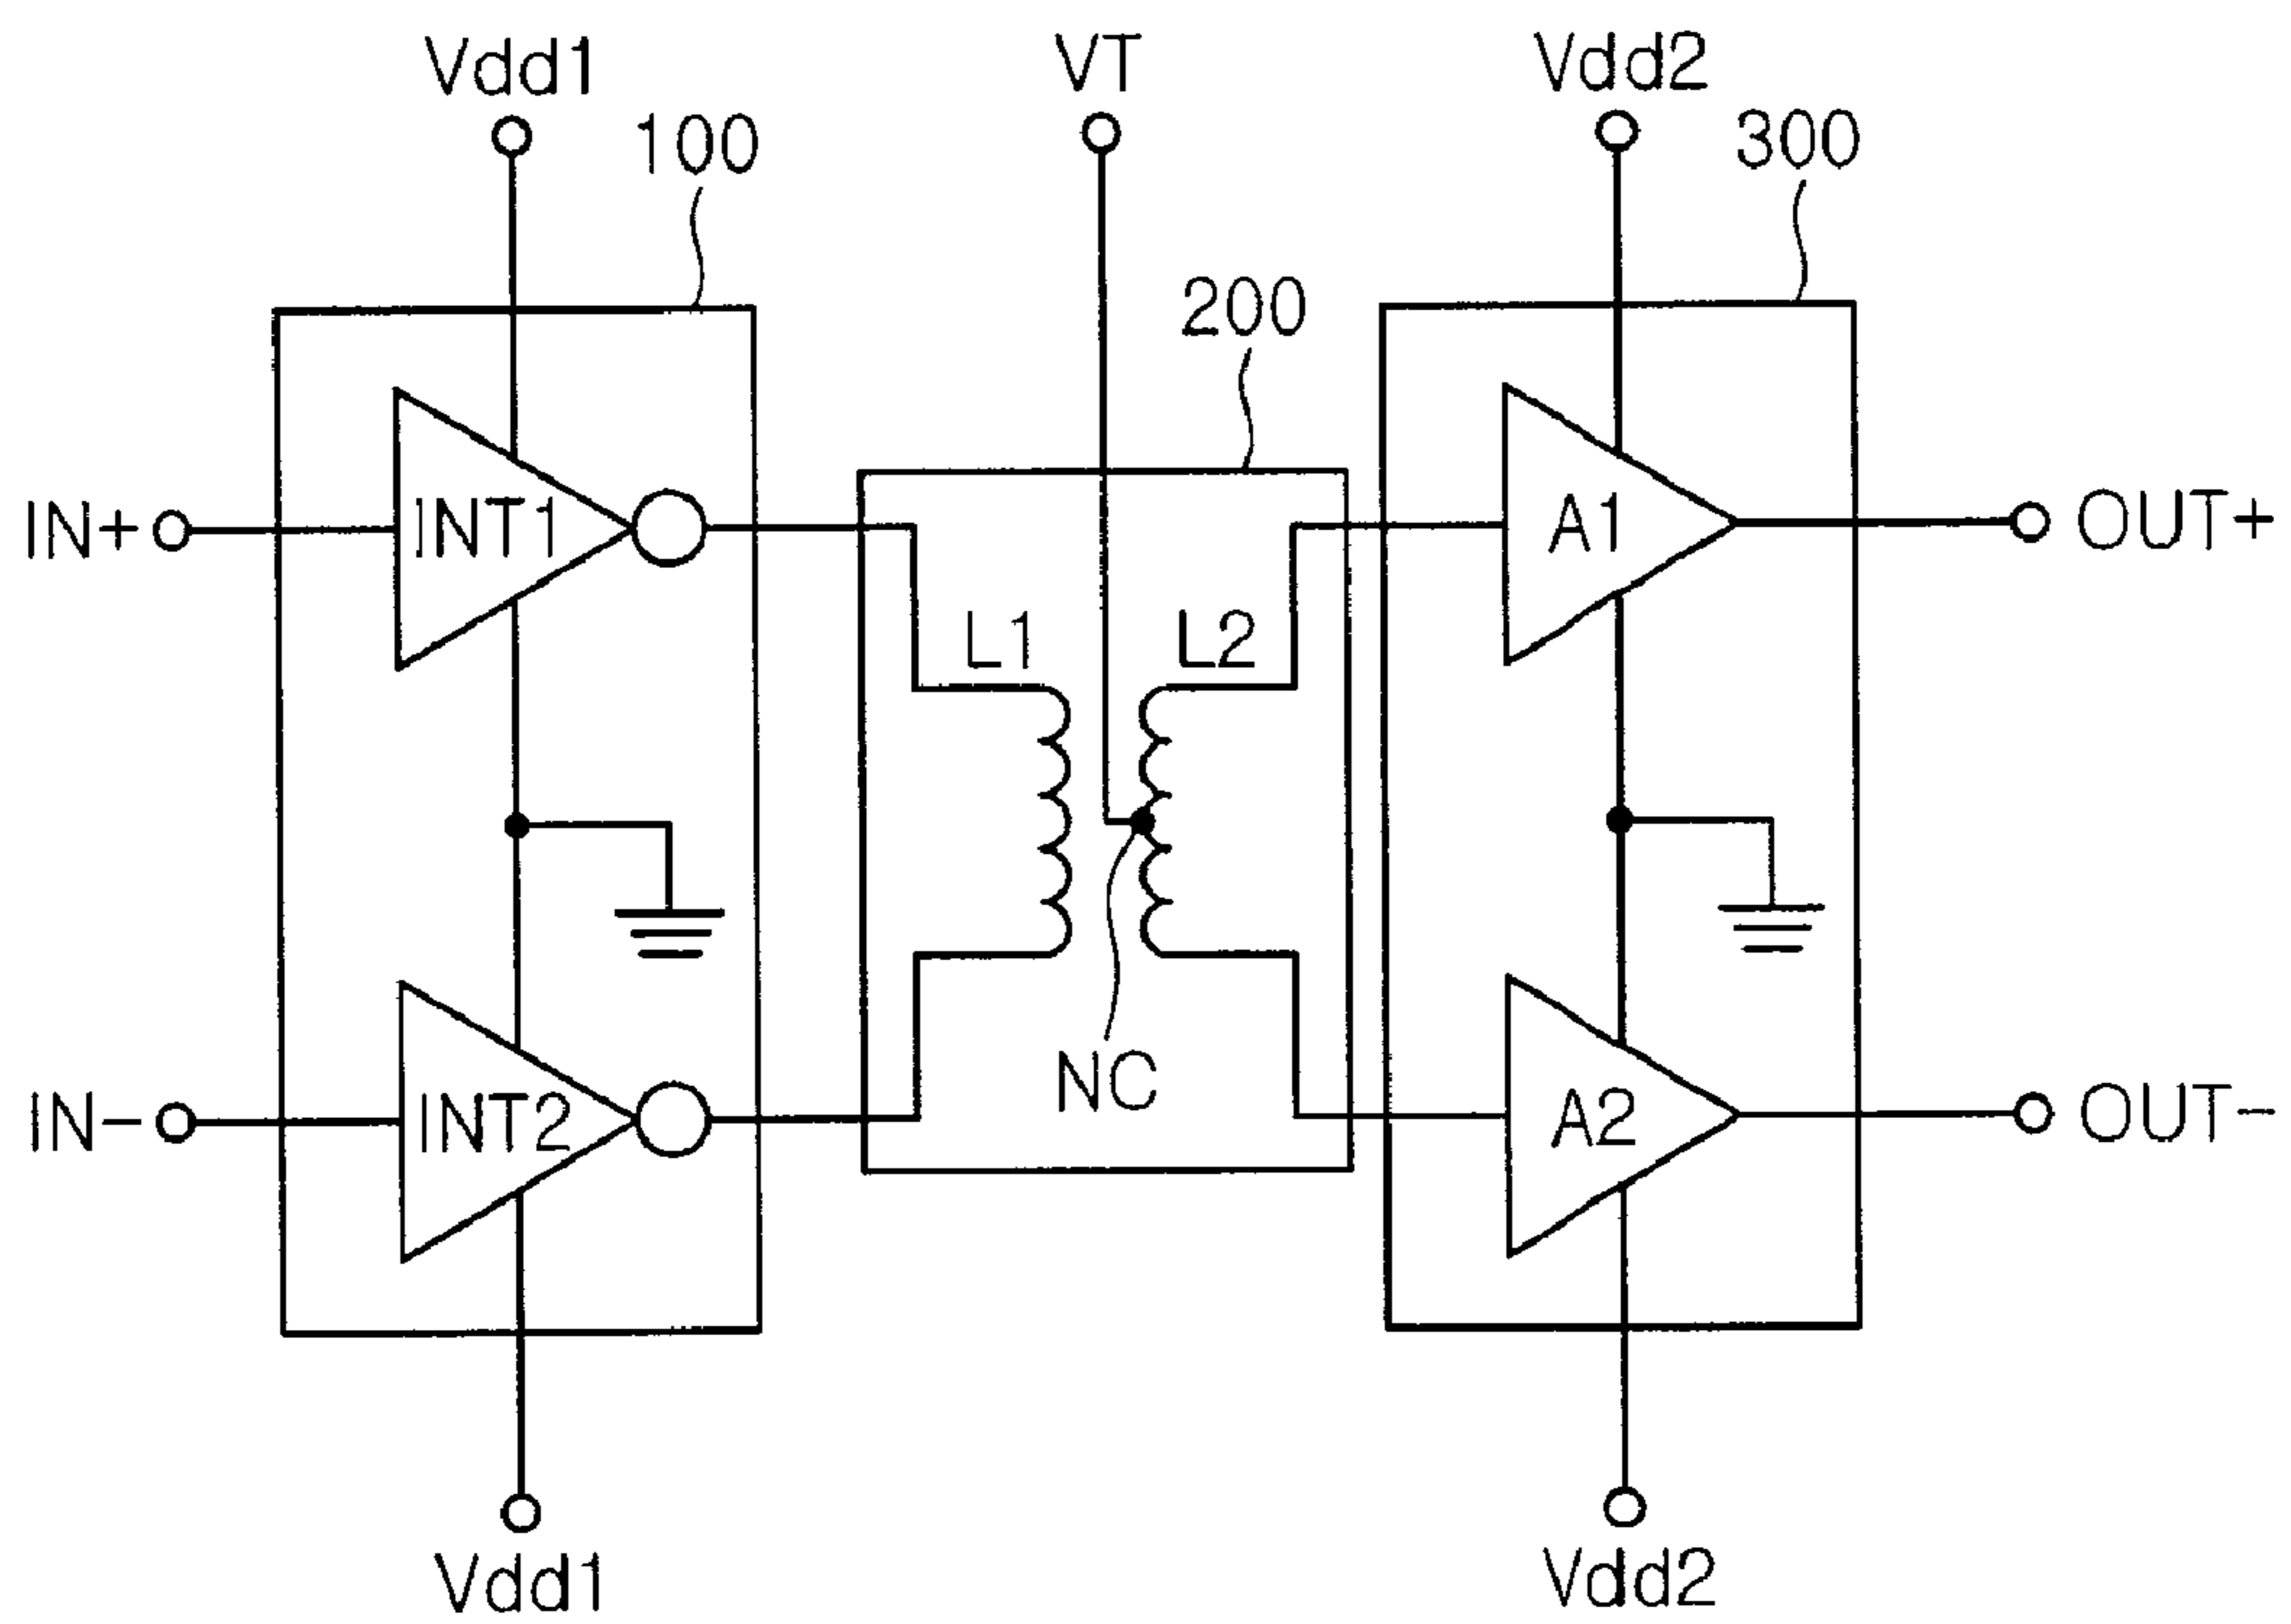 Vdd1
VT
Vdd2
100
300
200
IN+
INT1
A1
OUT+
L1
L2
NC
IN-
INT2
A2
OUT-
Vdd1
Vdd2